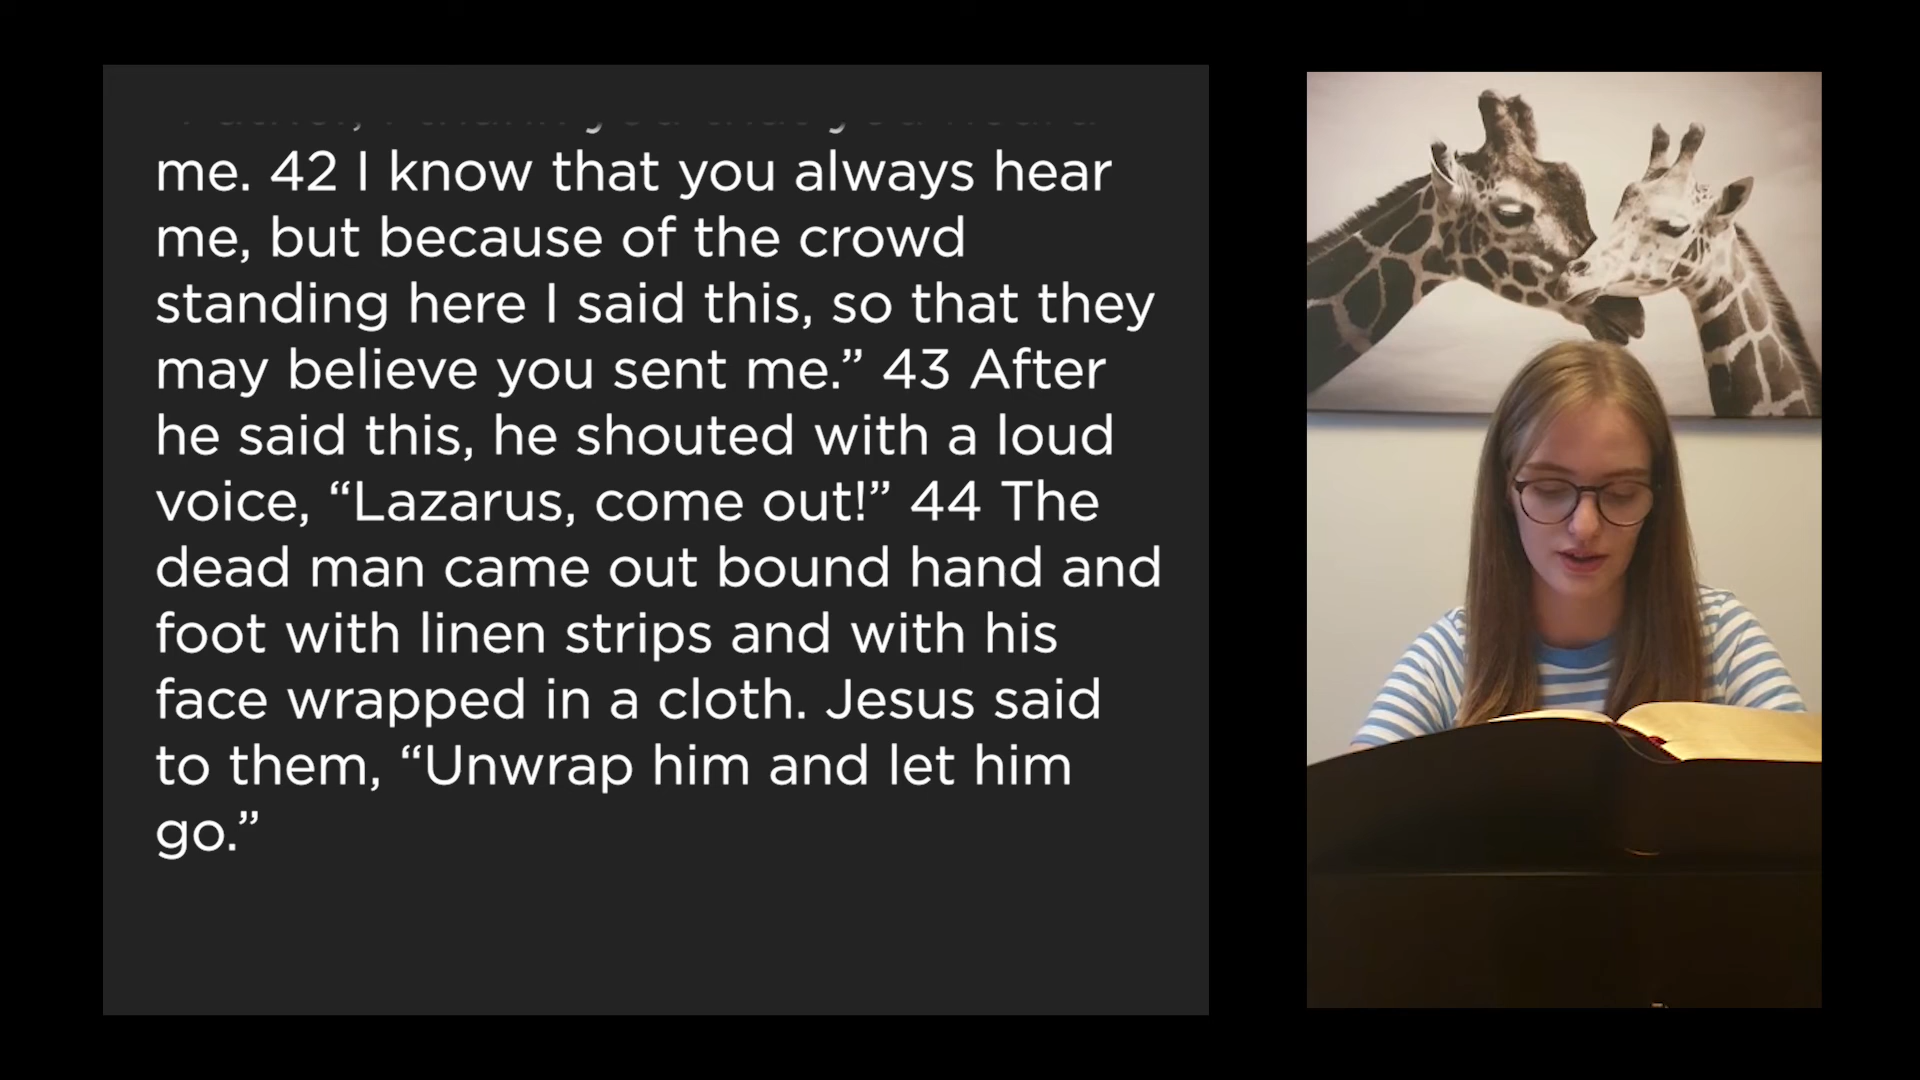 me. 42 I know that you always hear
me, but because of the crowd
standing here I said this, so that they
may believe you sent me.” 43 After
he said this, he shouted with a loud
voice, “Lazarus, come out!” 44 The
dead man came out bound hand and
foot with linen strips and with his
face wrapped in a cloth. Jesus said
to them, “Unwrap him and let him
go.”